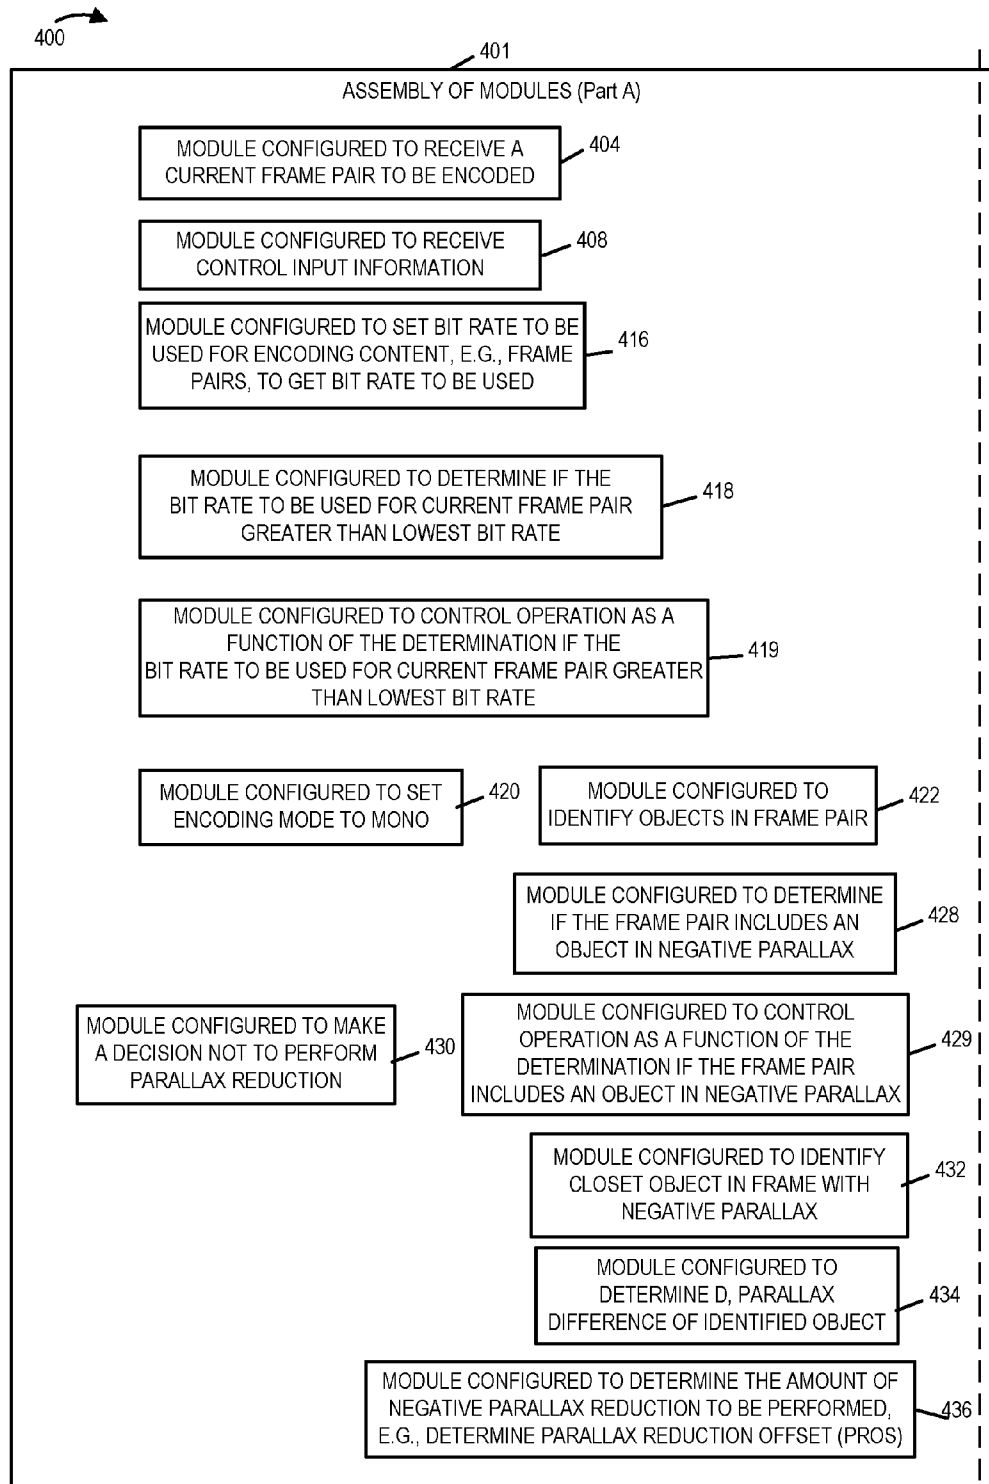 400
401
ASSEMBLY OF MODULES (Part A)
MODULE CONFIGURED TO RECEIVE A
CURRENT FRAME PAIR TO BE ENCODED
404
MODULE CONFIGURED TO RECEIVE
CONTROL INPUT INFORMATION
408
MODULE CONFIGURED TO SET BIT RATE TO BE
USED FOR ENCODING CONTENT, E.G., FRAME
PAIRS, TO GET BIT RATE TO BE USED
416
MODULE CONFIGURED TO DETERMINE IF THE
BIT RATE TO BE USED FOR CURRENT FRAME PAIR
GREATER THAN LOWEST BIT RATE
418
MODULE CONFIGURED TO CONTROL OPERATION AS A
FUNCTION OF THE DETERMINATION IF THE
BIT RATE TO BE USED FOR CURRENT FRAME PAIR GREATER
THAN LOWEST BIT RATE
419
MODULE CONFIGURED TO SET
ENCODING MODE TO MONO
420
MODULE CONFIGURED TO
IDENTIFY OBJECTS IN FRAME PAIR
422
MODULE CONFIGURED TO DETERMINE
IF THE FRAME PAIR INCLUDES AN
OBJECT IN NEGATIVE PARALLAX
428
MODULE CONFIGURED TO MAKE
A DECISION NOT TO PERFORM
PARALLAX REDUCTION
430
MODULE CONFIGURED TO CONTROL
OPERATION AS A FUNCTION OF THE
DETERMINATION IF THE FRAME PAIR
INCLUDES AN OBJECT IN NEGATIVE PARALLAX
429
MODULE CONFIGURED TO IDENTIFY
CLOSET OBJECT IN FRAME WITH
NEGATIVE PARALLAX
432
MODULE CONFIGURED TO
DETERMINE D, PARALLAX
DIFFERENCE OF IDENTIFIED OBJECT
434
MODULE CONFIGURED TO DETERMINE THE AMOUNT OF
NEGATIVE PARALLAX REDUCTION TO BE PERFORMED,
E.G., DETERMINE PARALLAX REDUCTION OFFSET (PROS)
436